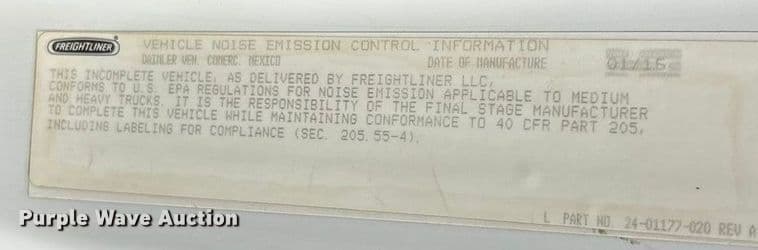 FREIGHTLINER
VEHICLE NOISE EMISSION CONTROL INFORMATION
DAIMLER VEH. COMERC. MEXICO
DATE OF MANUFACTURE
01/15
THIS INCOMPLETE VEHICLE, AS DELIVERED BY FREIGHTLINER LLC,
CONFORMS TO U.S. EPA REGULATIONS FOR NOISE EMISSION APPLICABLE TO MEDIUM
AND HEAVY TRUCKS. IT IS THE RESPONSIBILITY OF THE FINAL STAGE MANUFACTURER
TO COMPLETE THIS VEHICLE WHILE MAINTAINING CONFORMANCE TO 40 CFR PART 205,
INCLUDING LABELING FOR COMPLIANCE (SEC. 205.55-4).
L PART NO. 24-01177-020 REV A
Purple Wave Auction